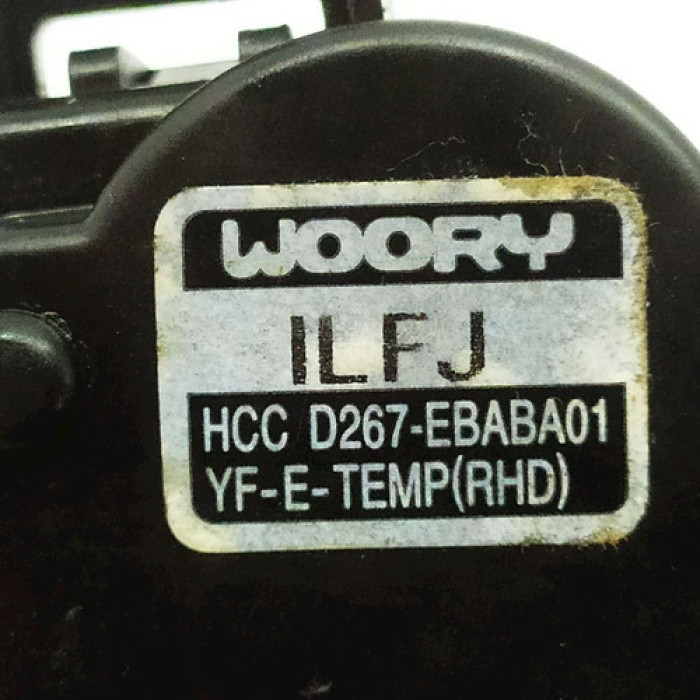 WOORY
ILFJ
HCC D267-EBABA01
YF-E-TEMP(RHD)